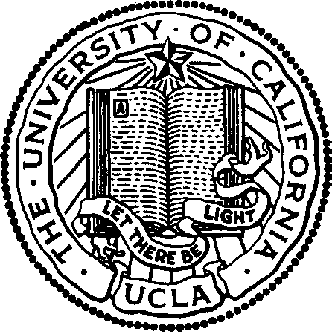 · THE · UNIVERSITY · OF · CALIFORNIA ·
A
LET THERE BE
LIGHT
UCLA